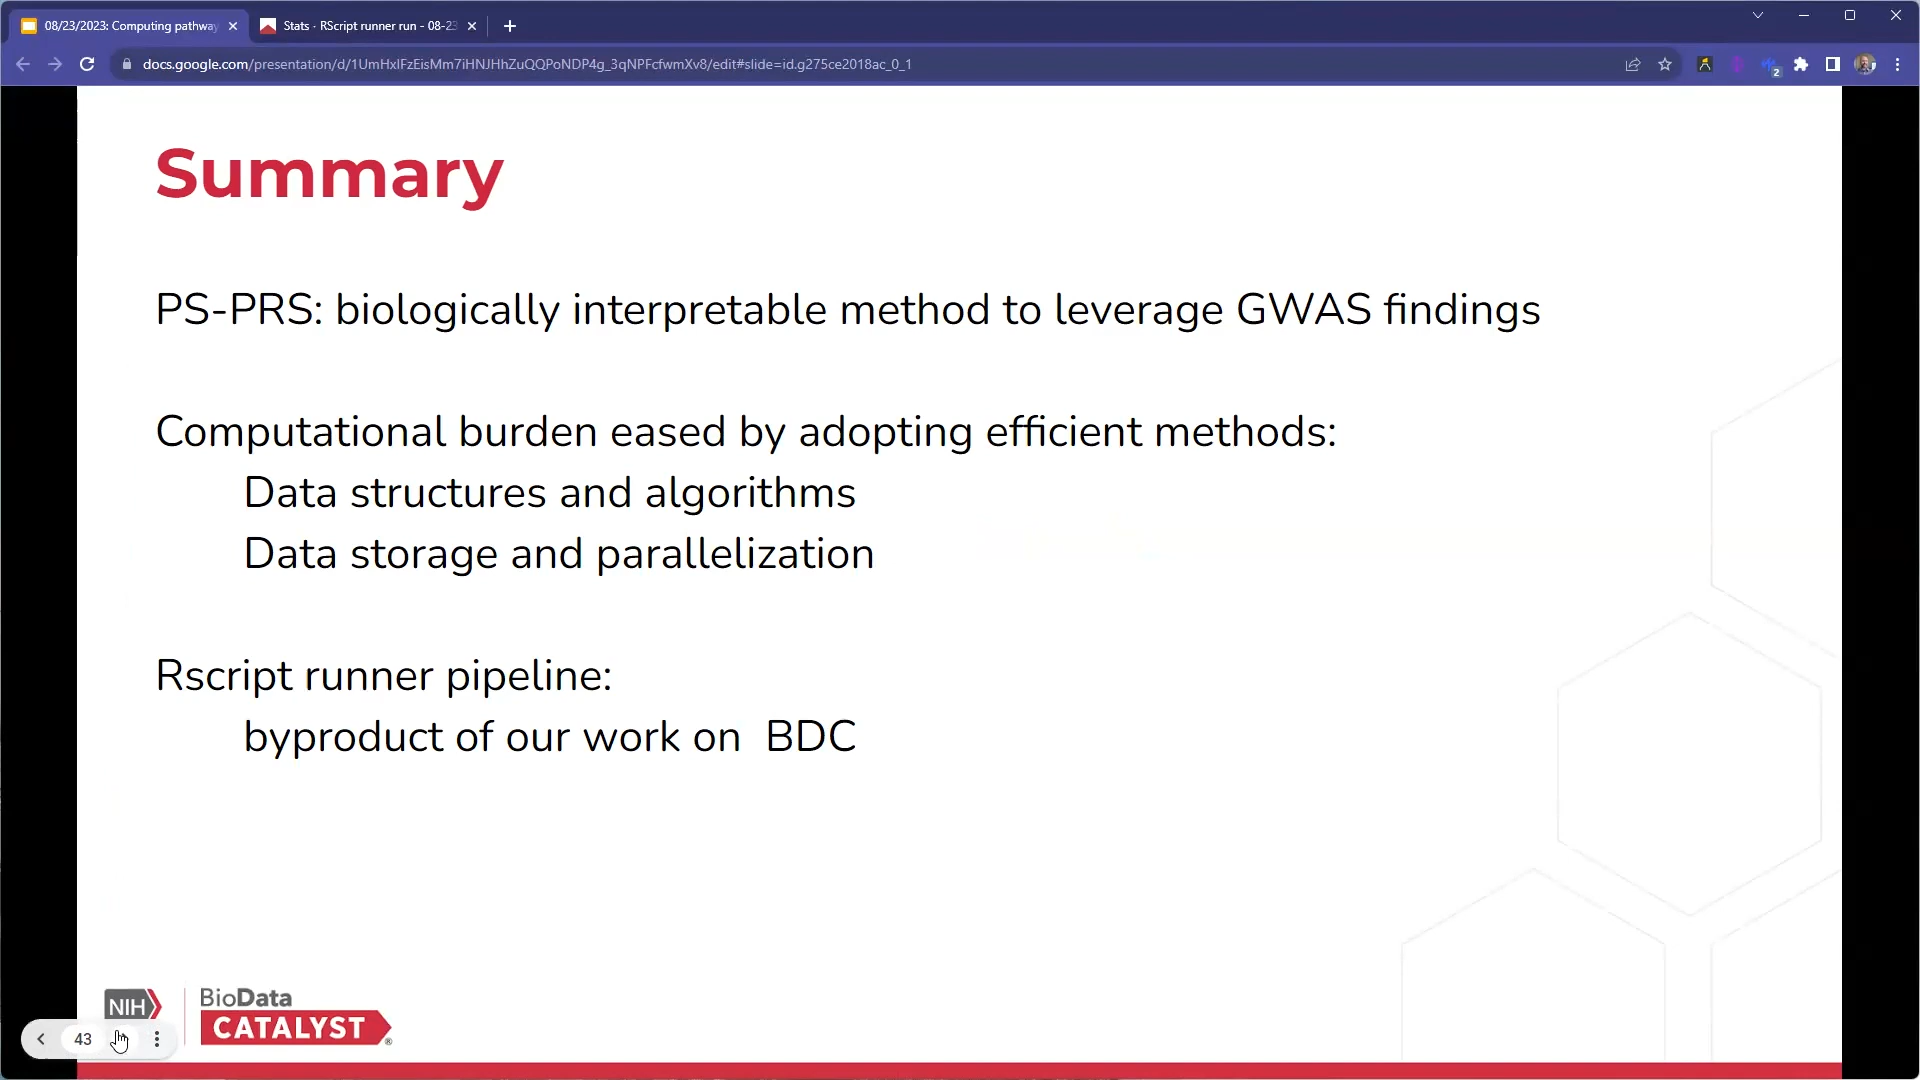 08/23/2023: Computing pathway
Stats - RScript runner run - 08-23
docs.google.com/presentation/d/1UmHxIFzEisMm7iHNJHhZuQQPoNDP4g_3qNPFcfwmXv8/edit#slide=id.g275ce2018ac_0_1
2
Summary
PS-PRS: biologically interpretable method to leverage GWAS findings
Computational burden eased by adopting efficient methods:
Data structures and algorithms
Data storage and parallelization
Rscript runner pipeline:
byproduct of our work on BDC
NIH
BioData
CATALYST®
43